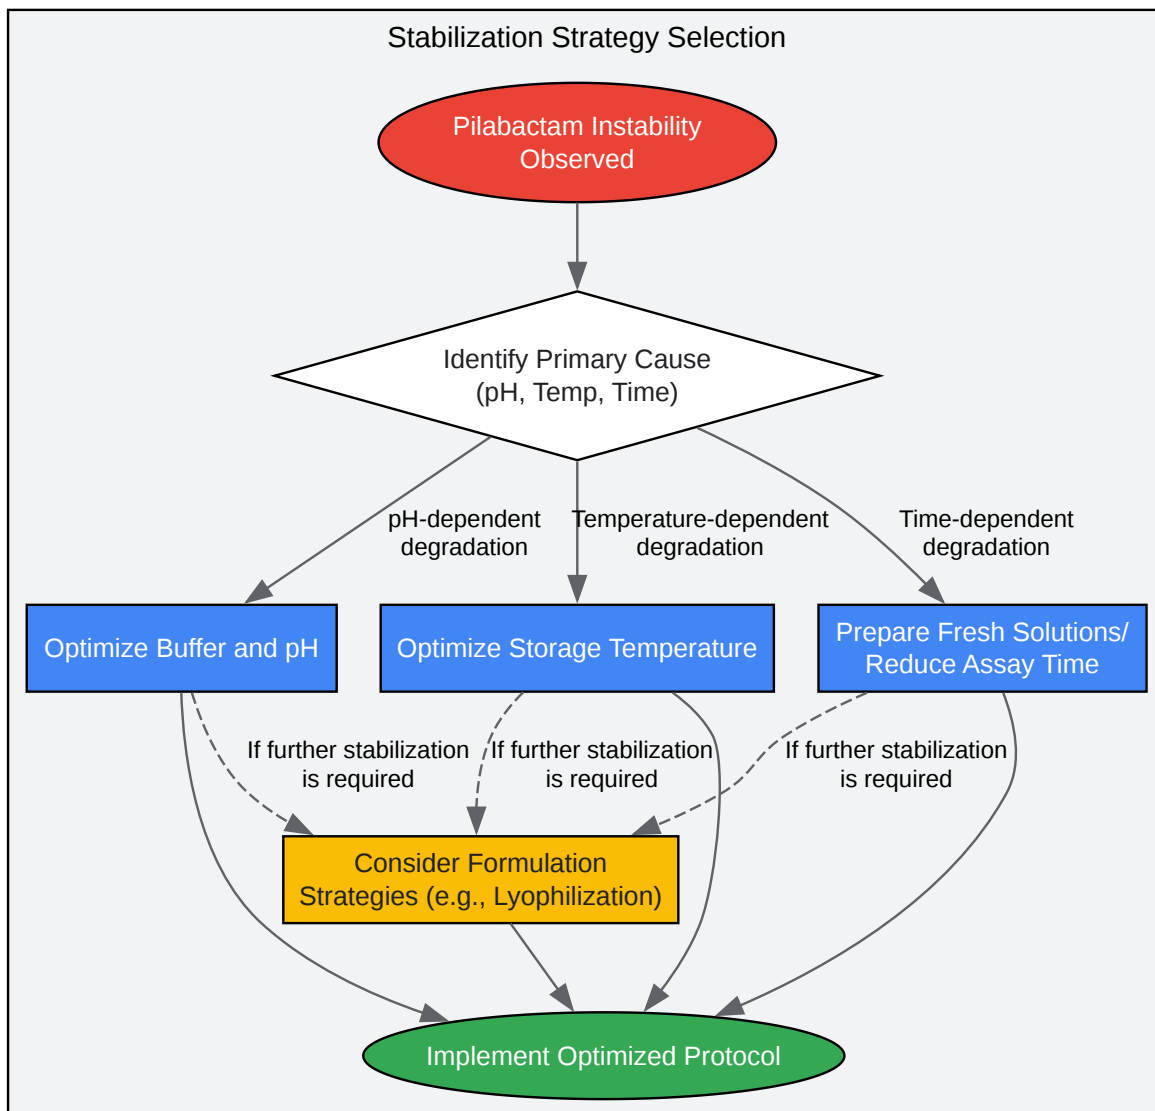 Stabilization Strategy Selection
Pilabactam Instability
Observed
Identify Primary Cause
(pH, Temp, Time)
pH-dependent
degradation
Temperature-dependent
degradation
Time-dependent
degradation
Optimize Buffer and pH
Optimize Storage Temperature
Prepare Fresh Solutions/
Reduce Assay Time
If further stabilization
is required
If further stabilization
is required
If further stabilization
is required
Consider Formulation
Strategies (e.g., Lyophilization)
Implement Optimized Protocol